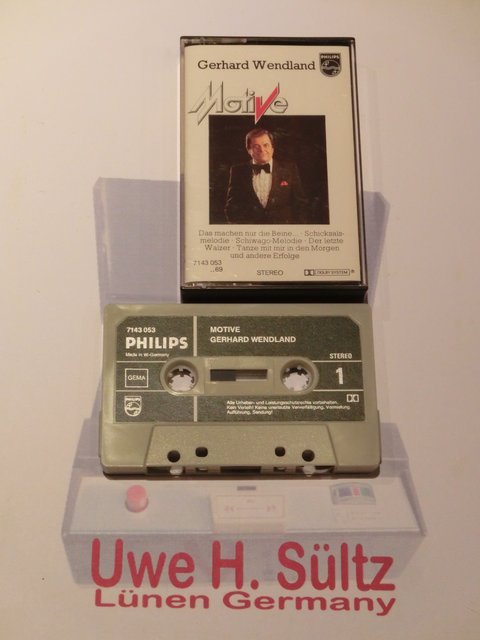 Gerhard Wendland
PHILIPS
Motive
Das machen nur die Beine... · Schicksals-
melodie · Schiwago-Melodie · Der letzte
Walzer · Tanze mit mir in den Morgen
und andere Erfolge
7143 053
..69
STEREO
DOLBY SYSTEM
7143 053
PHILIPS
Made in W.-Germany
MOTIVE
GERHARD WENDLAND
STEREO
1
GEMA
PHILIPS
Alle Urheber- und Leistungsschutzrechte vorbehalten.
Kein Verleih! Keine unerlaubte Vervielfältigung, Vermietung,
Aufführung, Sendung!
Uwe H. Sültz
Lünen Germany